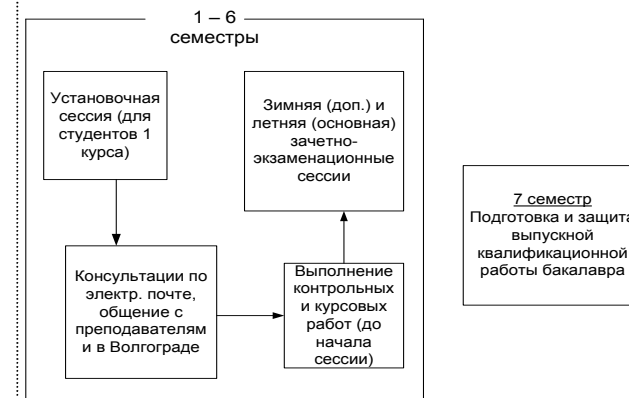 1 – 6
семестры
Установочная
сессия (для
студентов 1
курса)
Зимняя (доп.) и
летняя (основная)
зачетно-
экзаменационные
сессии
Консультации по
электр. почте,
общение с
преподавателям
и в Волгограде
Выполнение
контрольных
и курсовых
работ (до
начала
сессии)
7 семестр
Подготовка и защита
выпускной
квалификационной
работы бакалавра